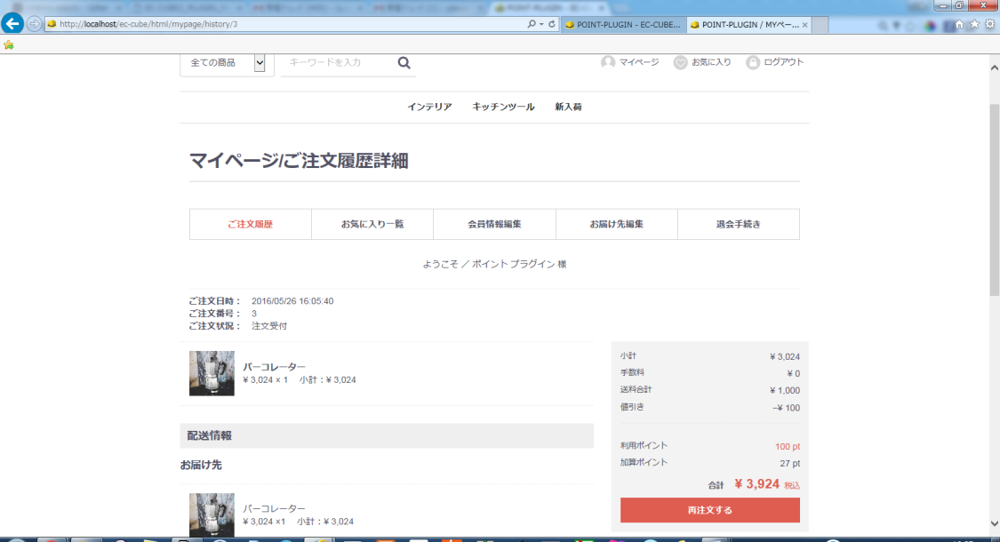 http://localhost/ec-cube/html/mypage/history/3
POINT-PLUGIN - EC-CUBE...
POINT-PLUGIN / MYペー...
全ての商品
キーワードを入力
マイページ
お気に入り
ログアウト
インテリア キッチンツール 新入荷
マイページ/ご注文履歴詳細
ご注文履歴
お気に入り一覧
会員情報編集
お届け先編集
退会手続き
ようこそ ／ ポイント プラグイン 様
ご注文日時： 2016/05/26 16:05:40
ご注文番号： 3
ご注文状況： 注文受付
パーコレーター
¥ 3,024 × 1 小計：¥ 3,024
配送情報
お届け先
パーコレーター
¥ 3,024 ×1 小計：¥ 3,024
小計 ¥ 3,024
手数料 ¥ 0
送料合計 ¥ 1,000
値引き -¥ 100
利用ポイント 100 pt
加算ポイント 27 pt
合計 ¥ 3,924 税込
再注文する